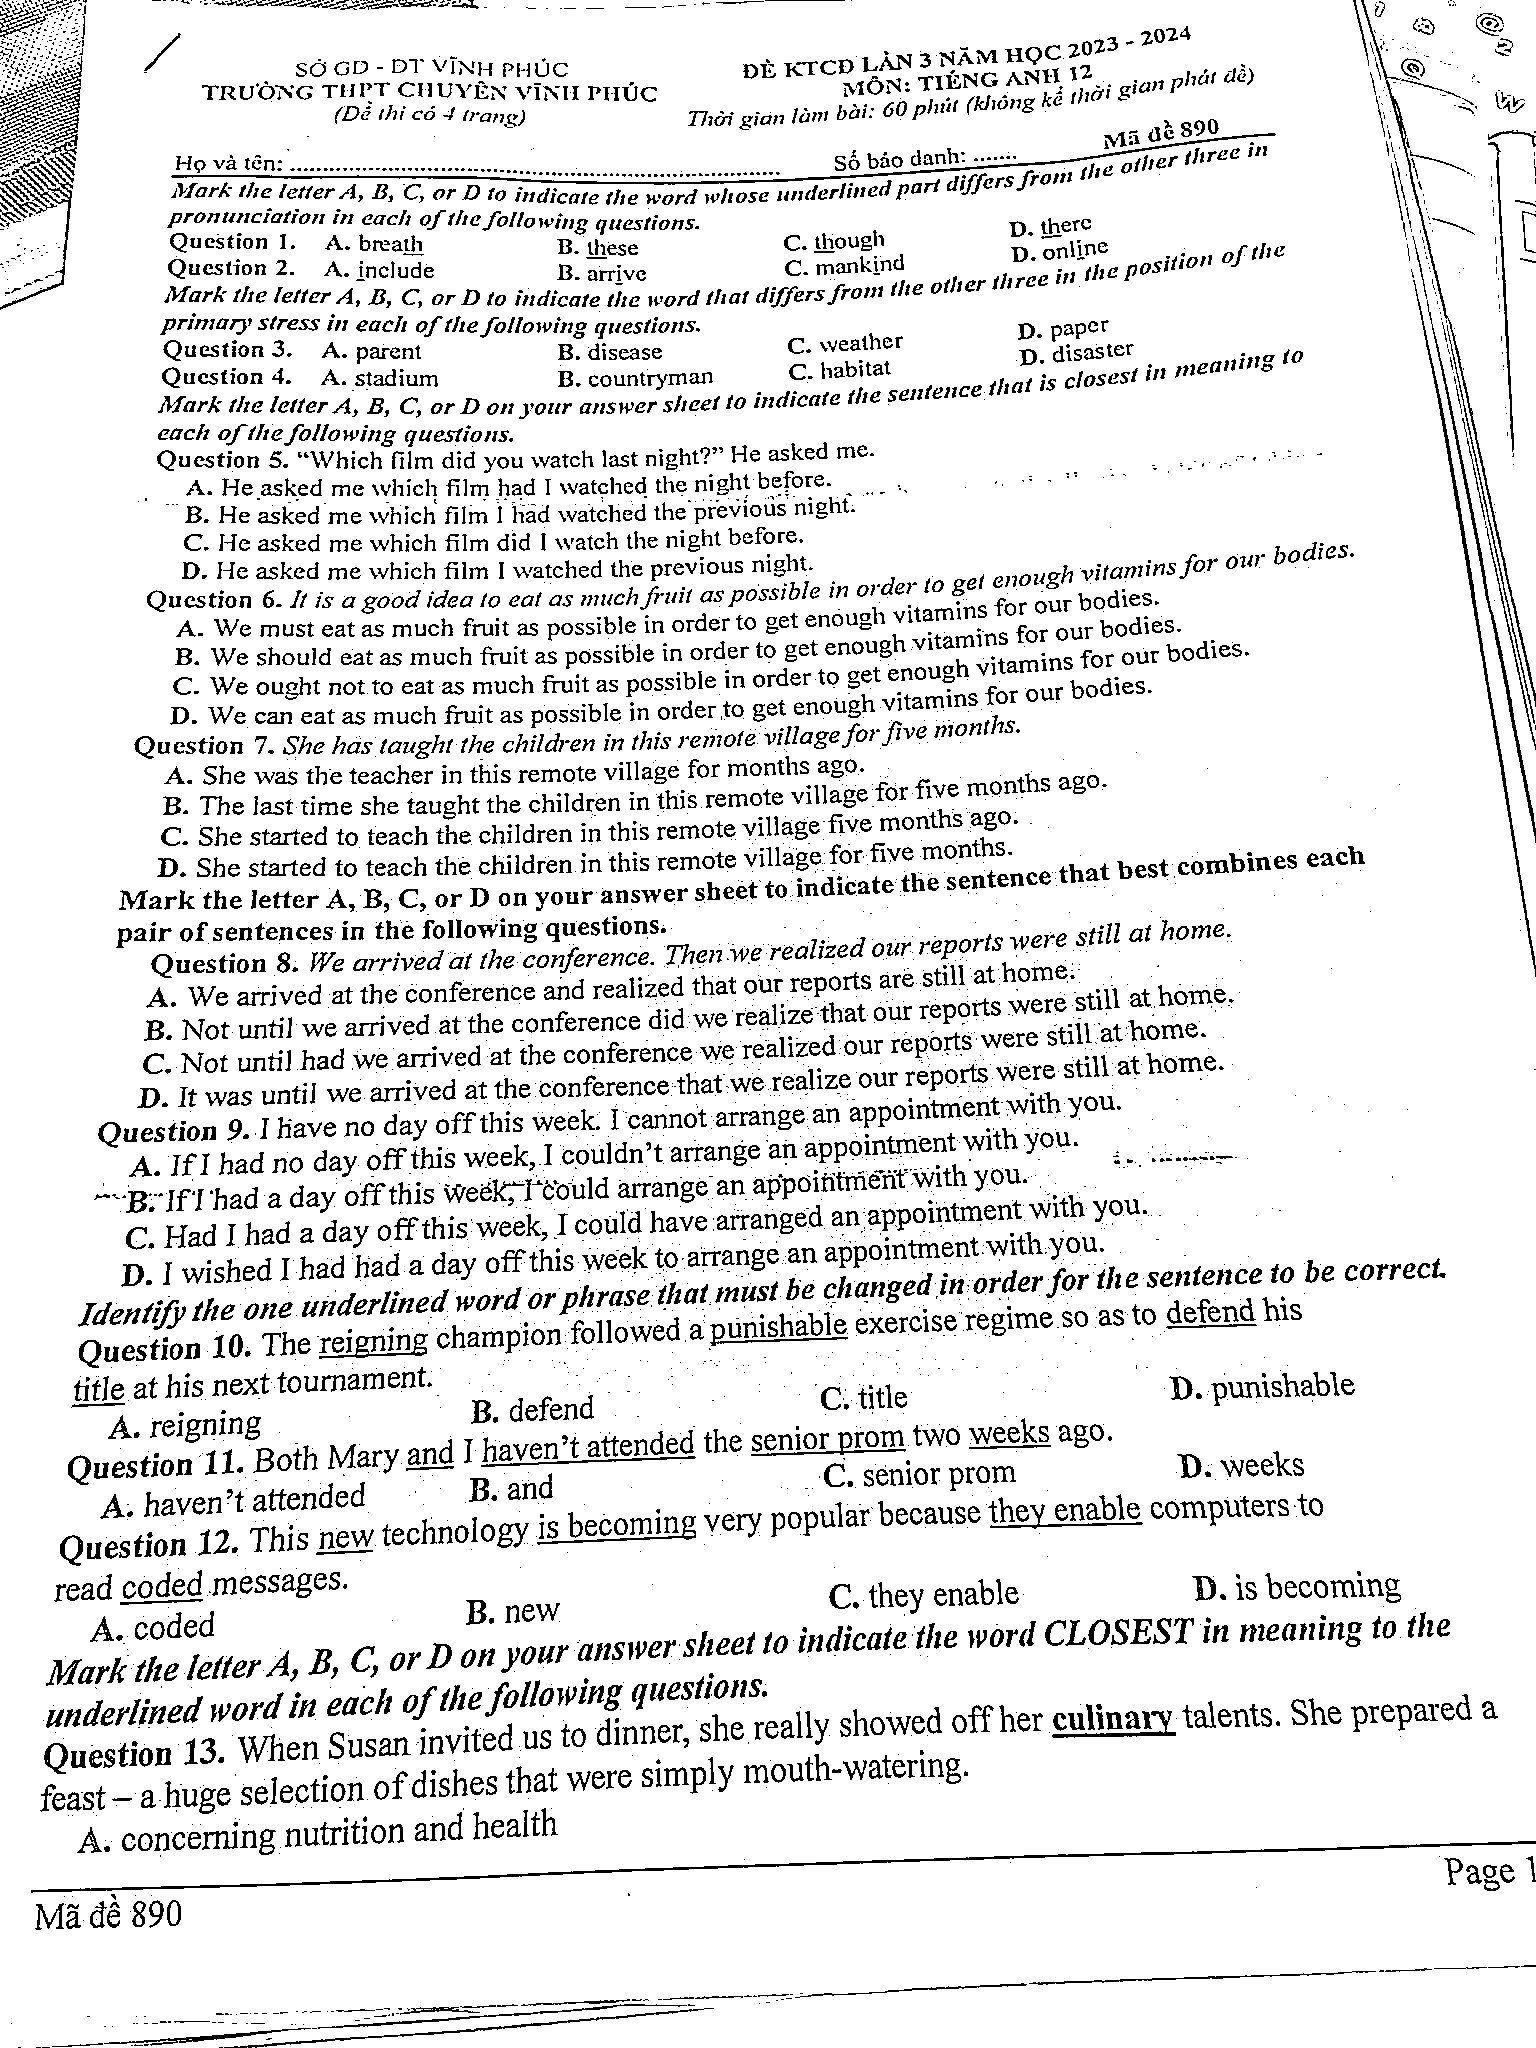 SỞ GD - ĐT VĨNH PHÚC
TRƯỜNG THPT CHUYÊN VĨNH PHÚC
(Đề thi có 4 trang)
ĐỀ KTCĐ LẦN 3 NĂM HỌC 2023 - 2024
MÔN: TIẾNG ANH 12
Thời gian làm bài: 60 phút (không kể thời gian phát đề)
Mã đề 890
Họ và tên: ........................................................................... Số báo danh: .......
Mark the letter A, B, C, or D to indicate the word whose underlined part differs from the other three in
pronunciation in each of the following questions.
Question 1. A. breath B. these C. though D. there
Question 2. A. include B. arrive C. mankind D. online
Mark the letter A, B, C, or D to indicate the word that differs from the other three in the position of the
primary stress in each of the following questions.
Question 3. A. parent B. disease C. weather D. paper
Question 4. A. stadium B. countryman C. habitat D. disaster
Mark the letter A, B, C, or D on your answer sheet to indicate the sentence that is closest in meaning to
each of the following questions.
Question 5. “Which film did you watch last night?” He asked me.
A. He asked me which film had I watched the night before.
B. He asked me which film I had watched the previous night.
C. He asked me which film did I watch the night before.
D. He asked me which film I watched the previous night.
Question 6. It is a good idea to eat as much fruit as possible in order to get enough vitamins for our bodies.
A. We must eat as much fruit as possible in order to get enough vitamins for our bodies.
B. We should eat as much fruit as possible in order to get enough vitamins for our bodies.
C. We ought not to eat as much fruit as possible in order to get enough vitamins for our bodies.
D. We can eat as much fruit as possible in order to get enough vitamins for our bodies.
Question 7. She has taught the children in this remote village for five months.
A. She was the teacher in this remote village for months ago.
B. The last time she taught the children in this remote village for five months ago.
C. She started to teach the children in this remote village five months ago.
D. She started to teach the children in this remote village for five months.
Mark the letter A, B, C, or D on your answer sheet to indicate the sentence that best combines each
pair of sentences in the following questions.
Question 8. We arrived at the conference. Then we realized our reports were still at home.
A. We arrived at the conference and realized that our reports are still at home.
B. Not until we arrived at the conference did we realize that our reports were still at home.
C. Not until had we arrived at the conference we realized our reports were still at home.
D. It was until we arrived at the conference that we realize our reports were still at home.
Question 9. I have no day off this week. I cannot arrange an appointment with you.
A. If I had no day off this week, I couldn’t arrange an appointment with you.
B. If I had a day off this week, I could arrange an appointment with you.
C. Had I had a day off this week, I could have arranged an appointment with you.
D. I wished I had had a day off this week to arrange an appointment with you.
Identify the one underlined word or phrase that must be changed in order for the sentence to be correct.
Question 10. The reigning champion followed a punishable exercise regime so as to defend his
title at his next tournament.
A. reigning B. defend C. title D. punishable
Question 11. Both Mary and I haven’t attended the senior prom two weeks ago.
A. haven’t attended B. and C. senior prom D. weeks
Question 12. This new technology is becoming very popular because they enable computers to
read coded messages.
A. coded B. new C. they enable D. is becoming
Mark the letter A, B, C, or D on your answer sheet to indicate the word CLOSEST in meaning to the
underlined word in each of the following questions.
Question 13. When Susan invited us to dinner, she really showed off her culinary talents. She prepared a
feast – a huge selection of dishes that were simply mouth-watering.
A. concerning nutrition and health
Mã đề 890
Page 1